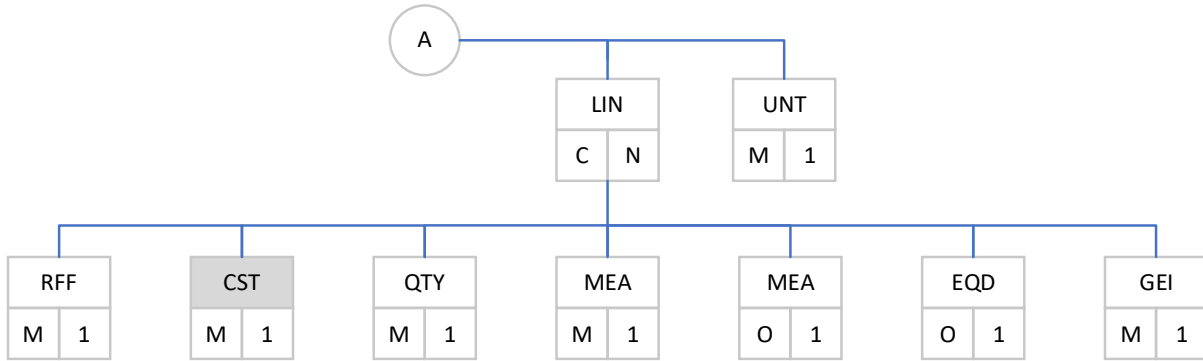 A
LIN UNT
C N M 1
RFF CST QTY MEA MEA EQD GEI
M 1 M 1 M 1 M 1 O 1 O 1 M 1